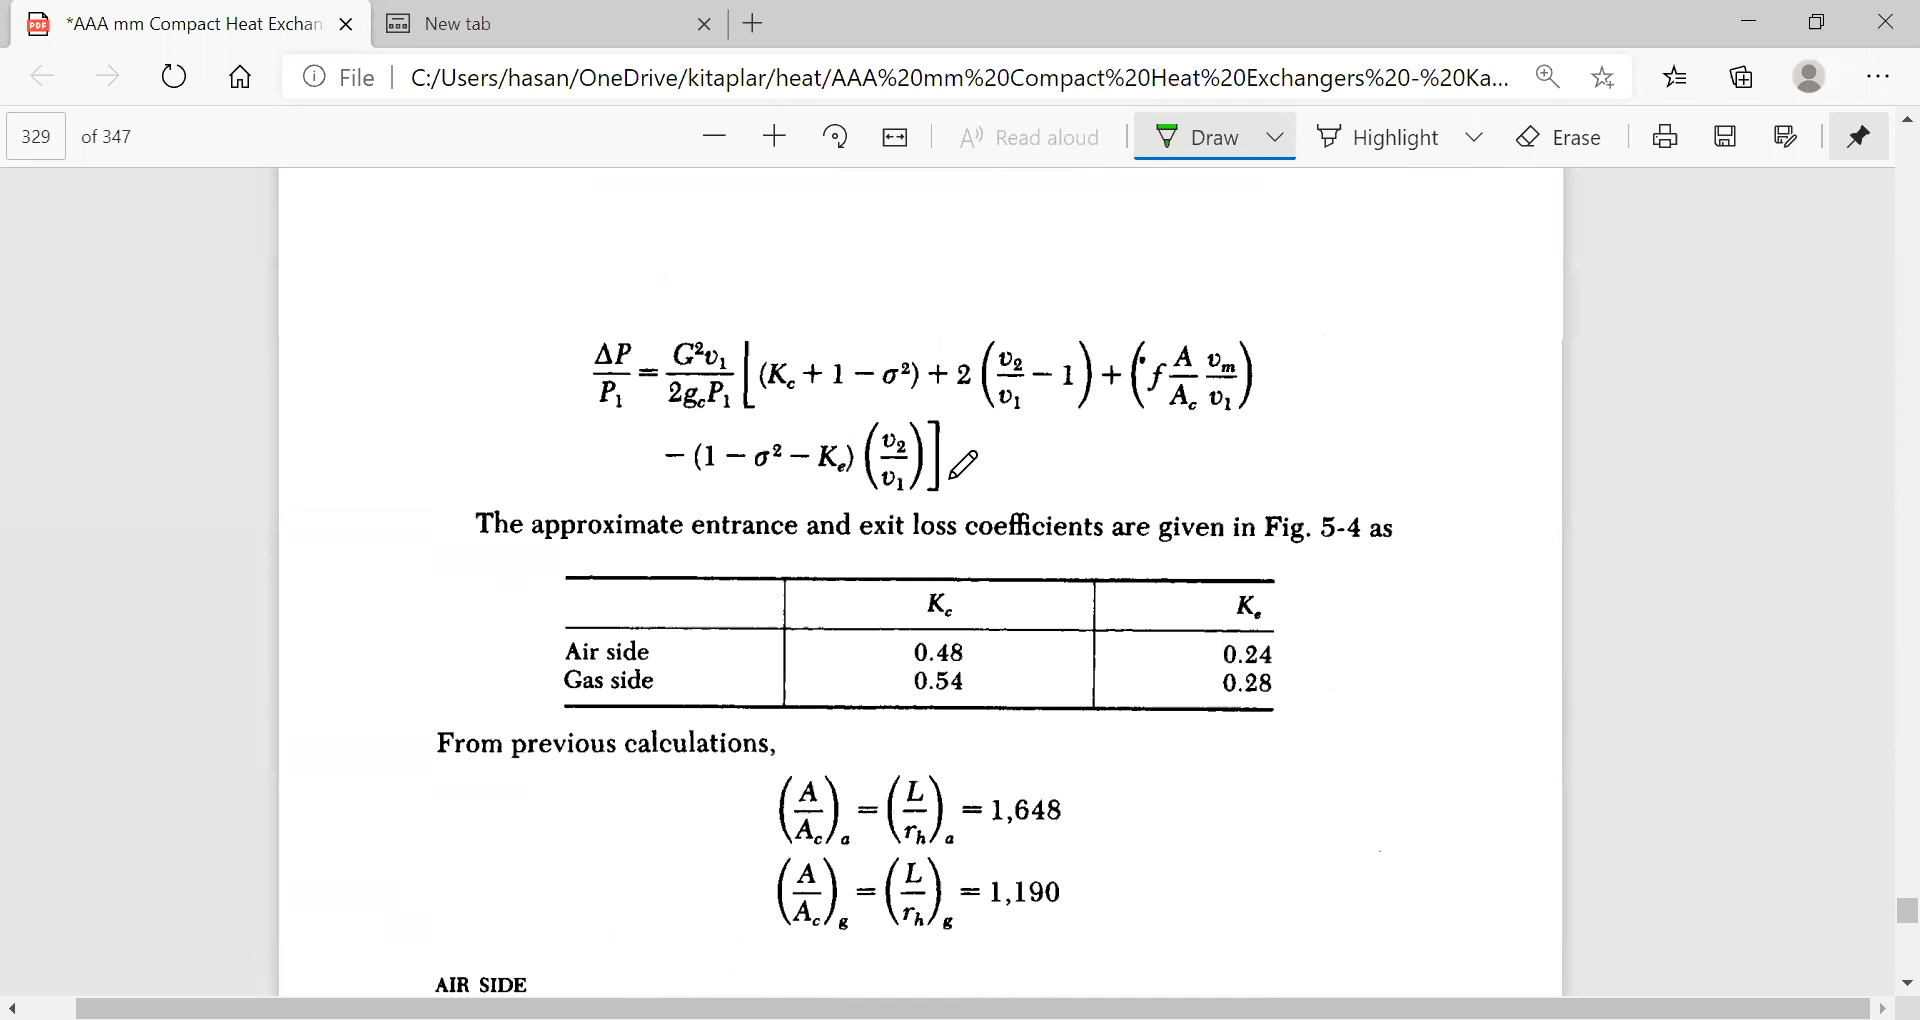 *AAA mm Compact Heat Exchan
New tab
File
C:/Users/hasan/OneDrive/kitaplar/heat/AAA%20mm%20Compact%20Heat%20Exchangers%20-%20Ka...
329 of 347
Read aloud
Draw
Highlight
Erase
ΔP/P₁ = G²v₁/2g_cP₁ [(K_c + 1 − σ²) + 2 (v₂/v₁ − 1) + (f A/A_c v_m/v₁)
− (1 − σ² − K_e) (v₂/v₁)]
The approximate entrance and exit loss coefficients are given in Fig. 5-4 as
K_c K_e
Air side 0.48 0.24
Gas side 0.54 0.28
From previous calculations,
(A/A_c)_a = (L/r_h)_a = 1,648
(A/A_c)_g = (L/r_h)_g = 1,190
AIR SIDE